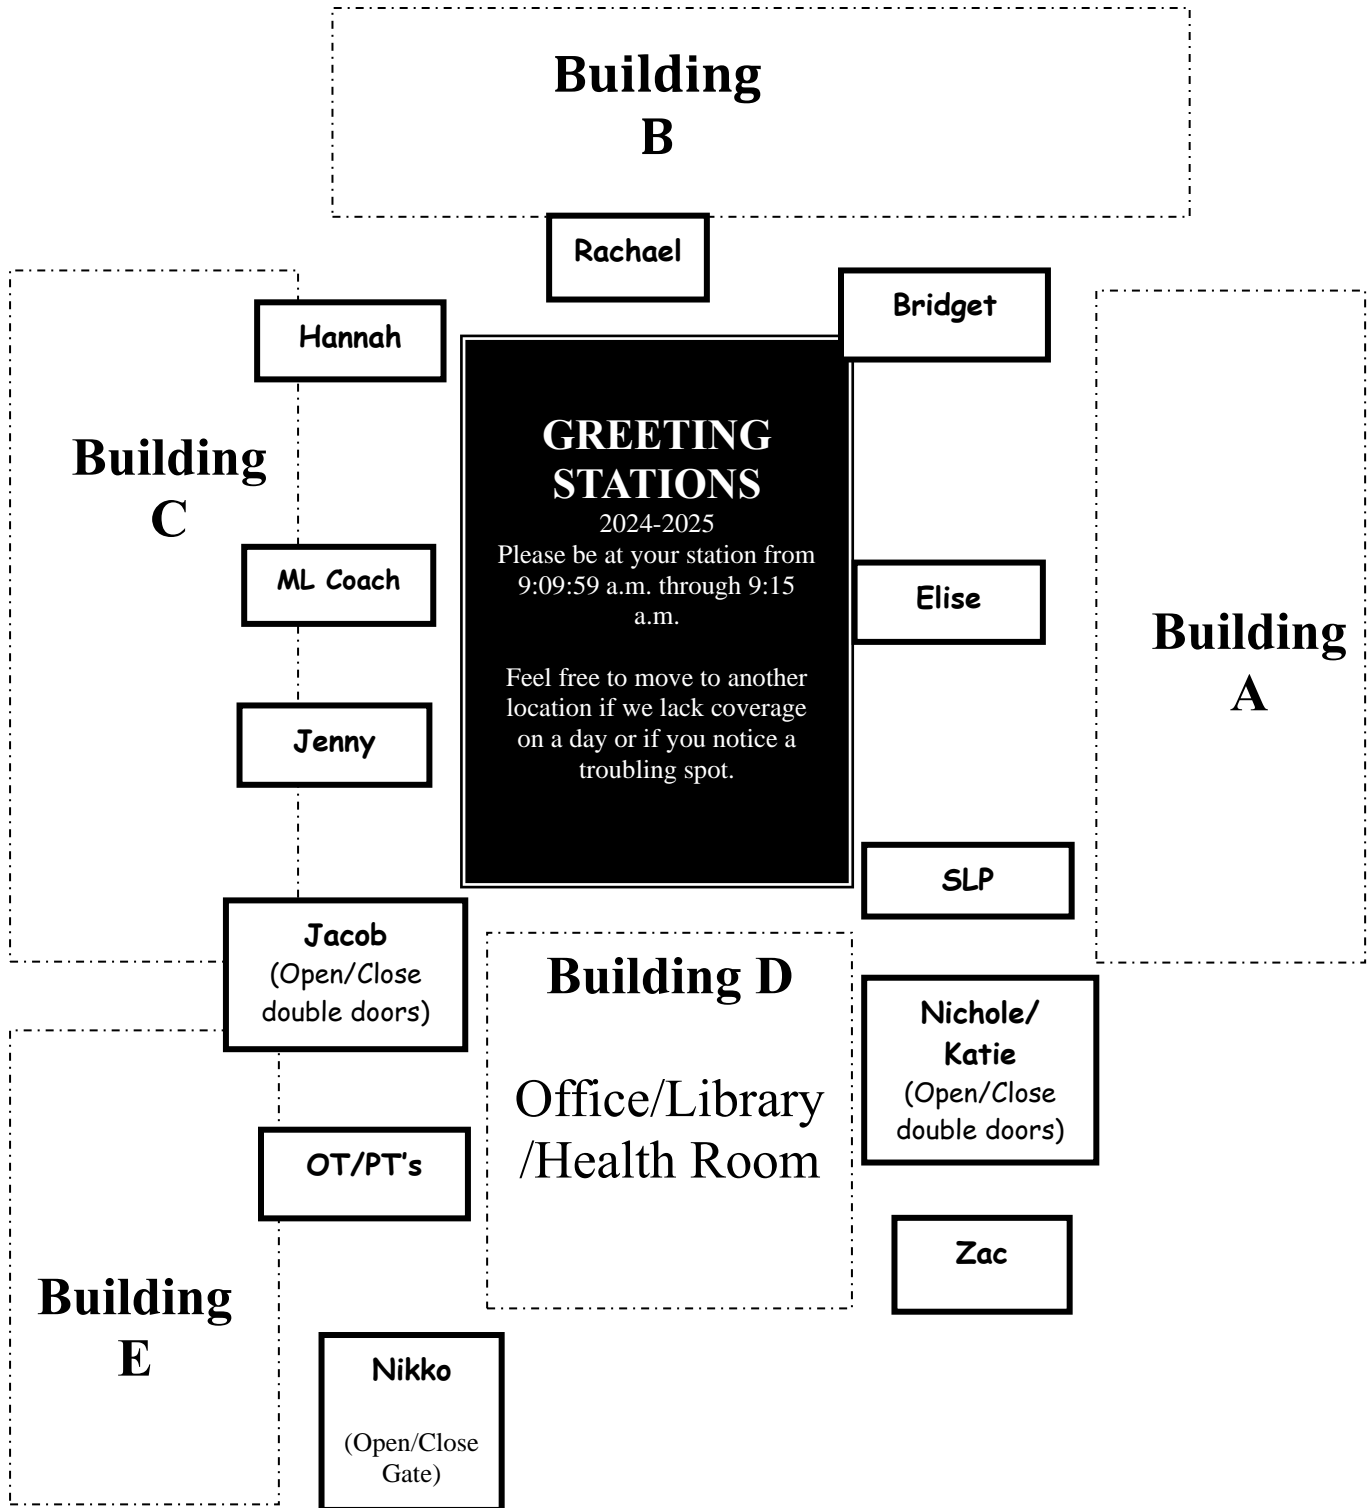 Building
B
Rachael
Bridget
Hannah
GREETING
STATIONS
2024-2025
Please be at your station from
9:09:59 a.m. through 9:15
a.m.
Feel free to move to another
location if we lack coverage
on a day or if you notice a
troubling spot.
Building
C
ML Coach
Elise
Building
A
Jenny
SLP
Jacob
(Open/Close
double doors)
Building D
Office/Library
/Health Room
Nichole/
Katie
(Open/Close
double doors)
OT/PT's
Zac
Building
E
Nikko
(Open/Close
Gate)